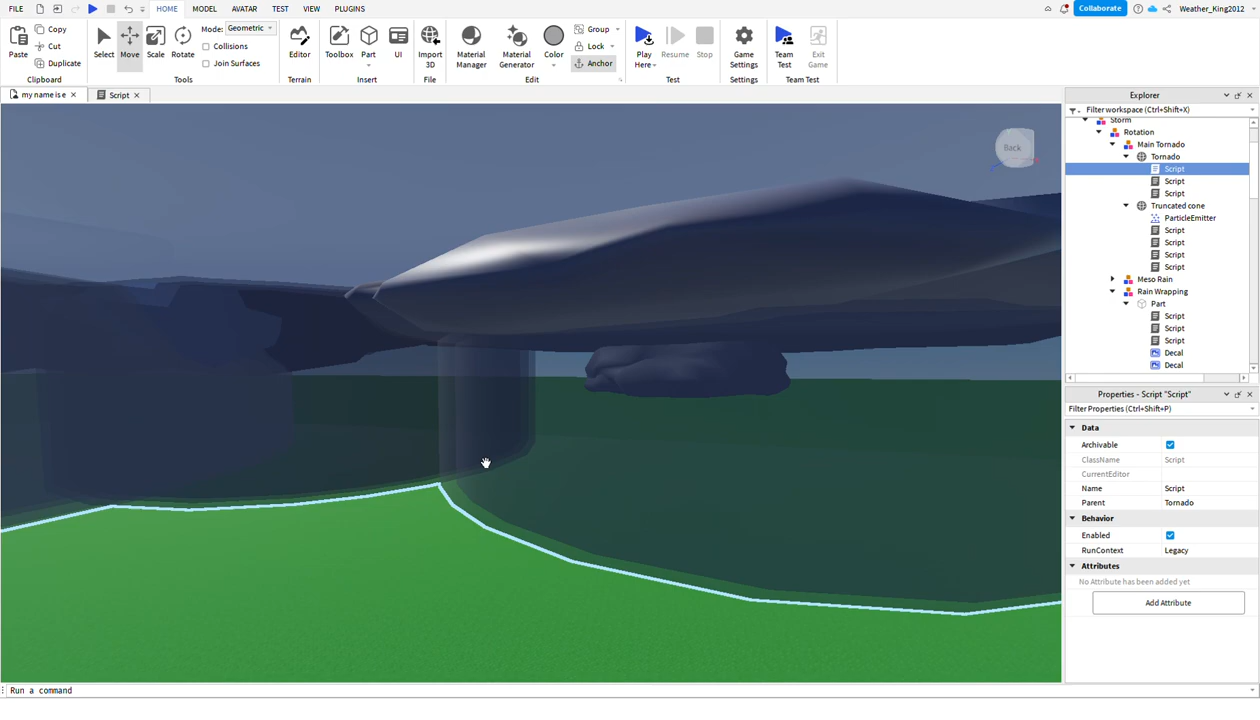 FILE HOME MODEL AVATAR TEST VIEW PLUGINS Collaborate Weather_King2012
Paste Copy Cut Duplicate Clipboard
Select Move Scale Rotate Mode: Geometric Collisions Join Surfaces Tools
Editor Terrain
Toolbox Part UI Insert
Import 3D File
Material Manager Material Generator Color Group Lock Anchor Edit
Play Here Resume Stop Test
Game Settings Settings
Team Test Exit Game Team Test
my name is e Script
Back
Explorer
Filter workspace (Ctrl+Shift+X)
Storm
Rotation
Main Tornado
Tornado
Script
Script
Script
Truncated cone
ParticleEmitter
Script
Script
Script
Script
Meso Rain
Rain Wrapping
Part
Script
Script
Script
Decal
Decal
Properties - Script "Script"
Filter Properties (Ctrl+Shift+P)
Data
Archivable
ClassName Script
CurrentEditor
Name Script
Parent Tornado
Behavior
Enabled
RunContext Legacy
Attributes
No Attribute has been added yet
Add Attribute
Run a command